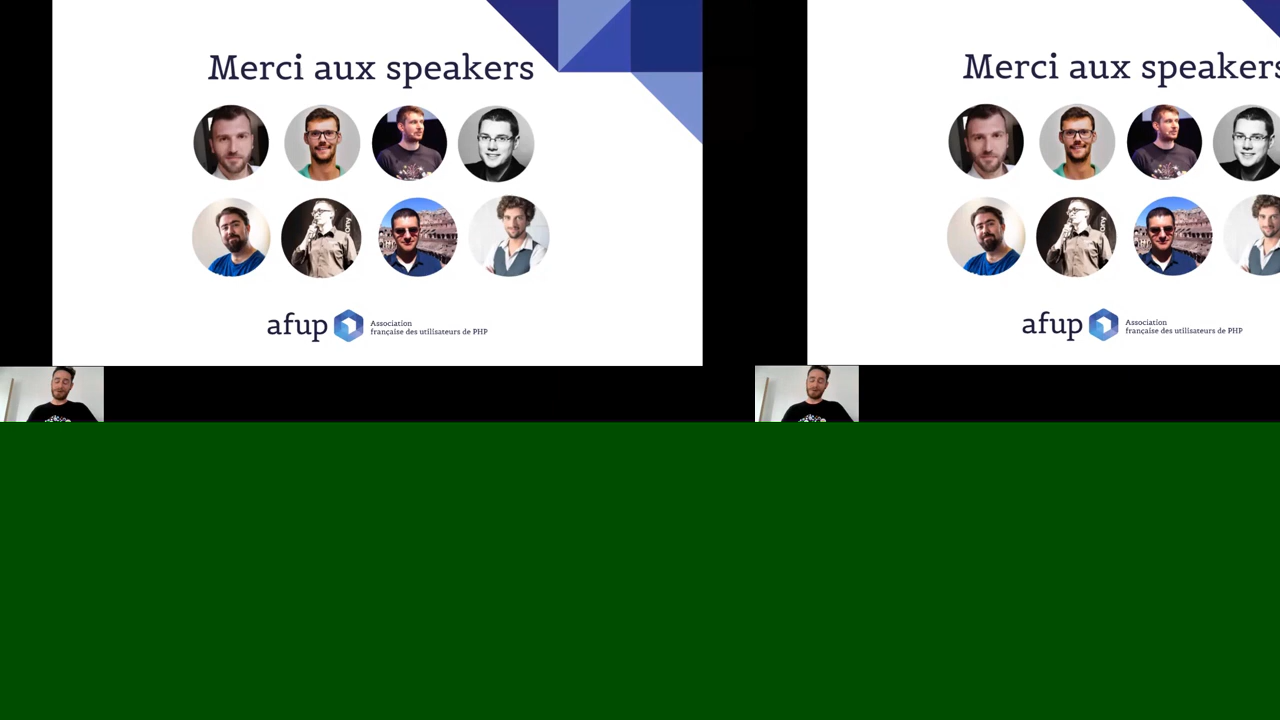 Merci aux speakers
afup
Association
française des utilisateurs de PHP
Merci aux speakers
afup
Association
française des utilisateurs de PHP